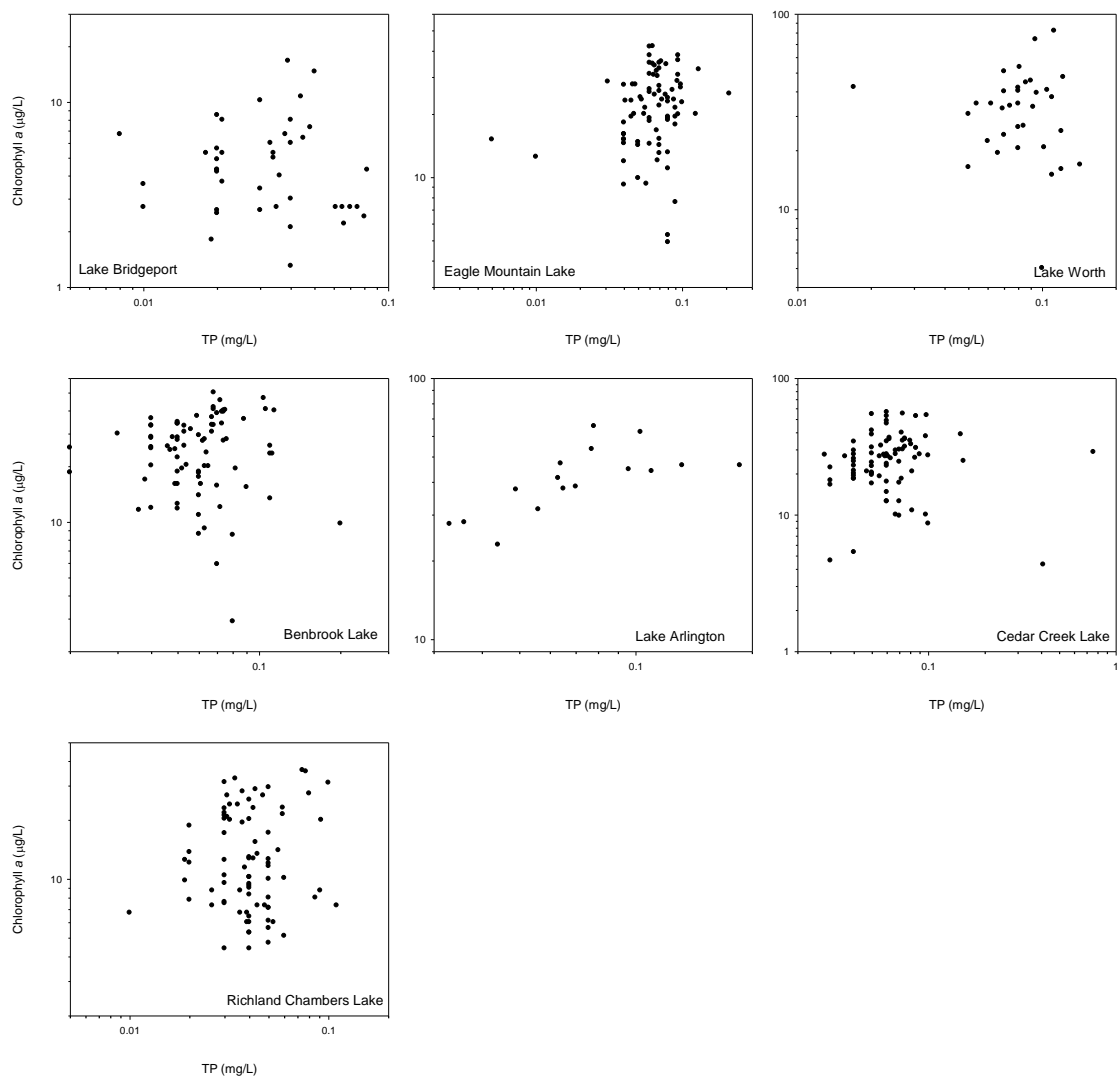 Chlorophyll a (µg/L)
10
1
0.01
0.1
Lake Bridgeport
TP (mg/L)
10
0.01
0.1
Eagle Mountain Lake
TP (mg/L)
100
10
0.01
0.1
Lake Worth
TP (mg/L)
Chlorophyll a (µg/L)
10
0.1
Benbrook Lake
TP (mg/L)
100
10
0.1
Lake Arlington
TP (mg/L)
100
10
1
0.1
1
Cedar Creek Lake
TP (mg/L)
Chlorophyll a (µg/L)
10
0.01
0.1
Richland Chambers Lake
TP (mg/L)